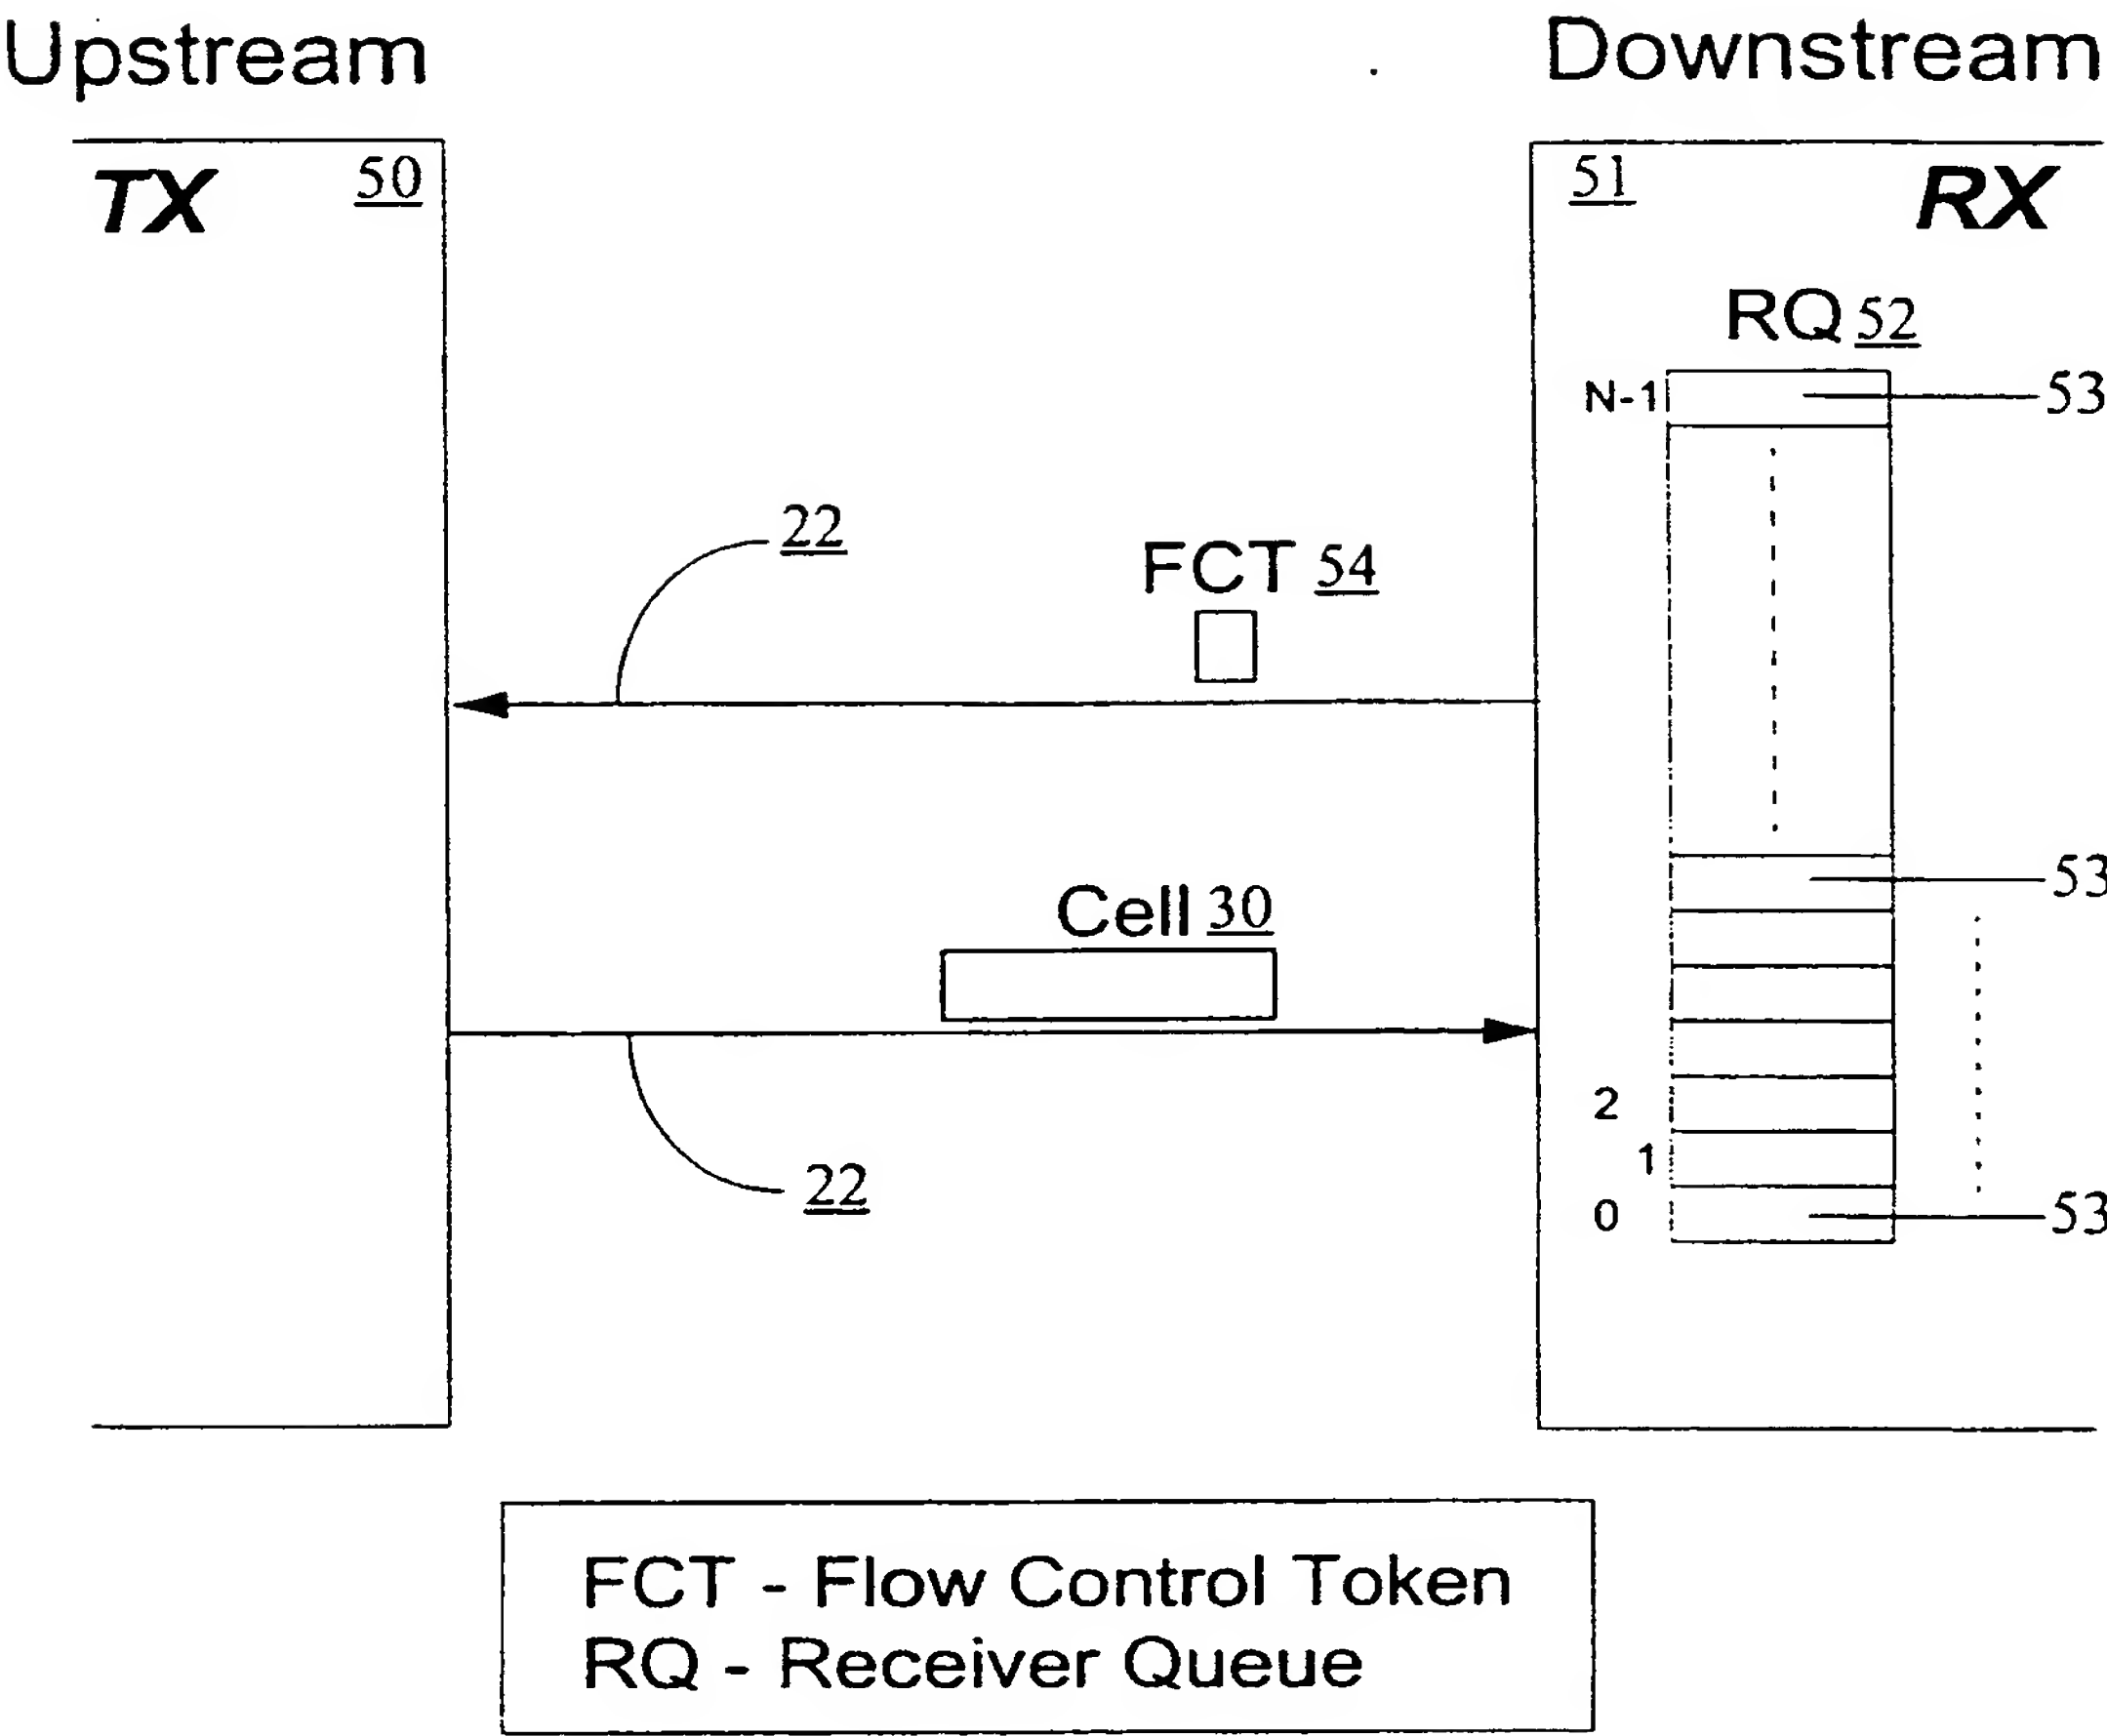 Upstream
Downstream
TX 50
51 RX
RQ 52
N-1 53
22
FCT 54
53
Cell 30
2
1
22
0 53
FCT - Flow Control Token
RQ - Receiver Queue